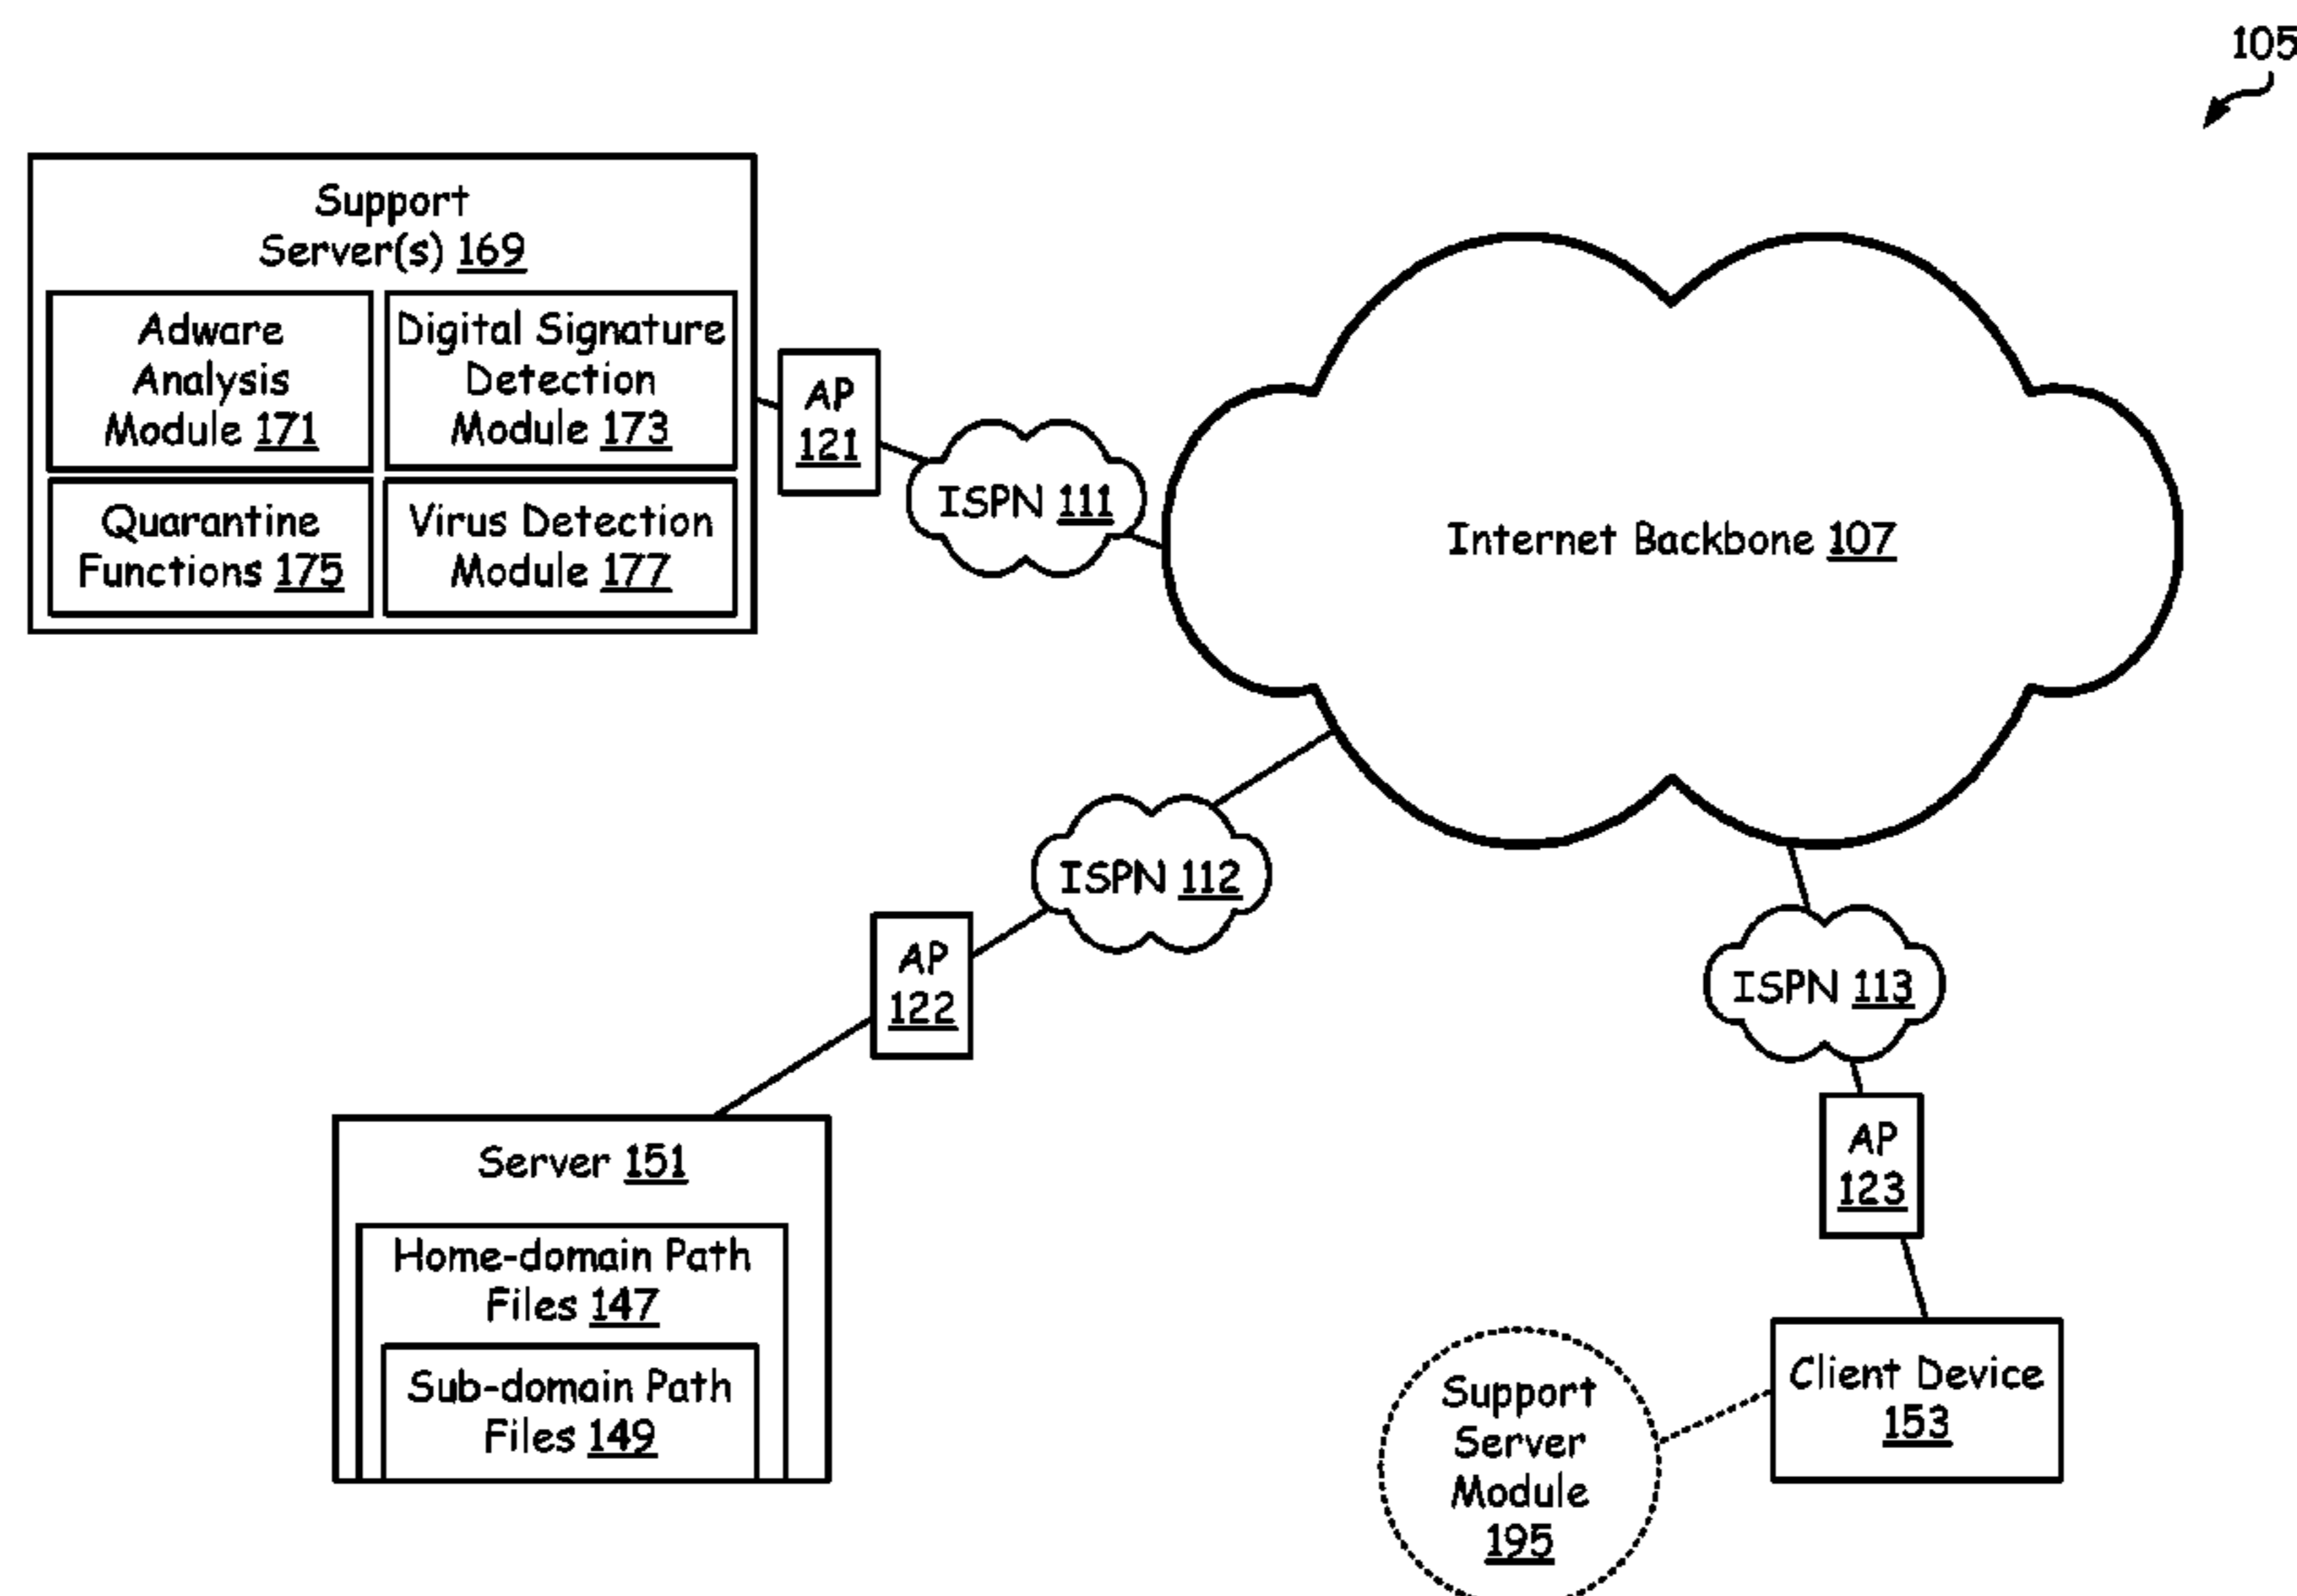 105
Support
Server(s) 169
Adware
Analysis
Module 171
Digital Signature
Detection
Module 173
Quarantine
Functions 175
Virus Detection
Module 177
AP
121
ISPN 111
Internet Backbone 107
ISPN 112
AP
122
ISPN 113
AP
123
Server 151
Home-domain Path
Files 147
Sub-domain Path
Files 149
Client Device
153
Support
Server
Module
195